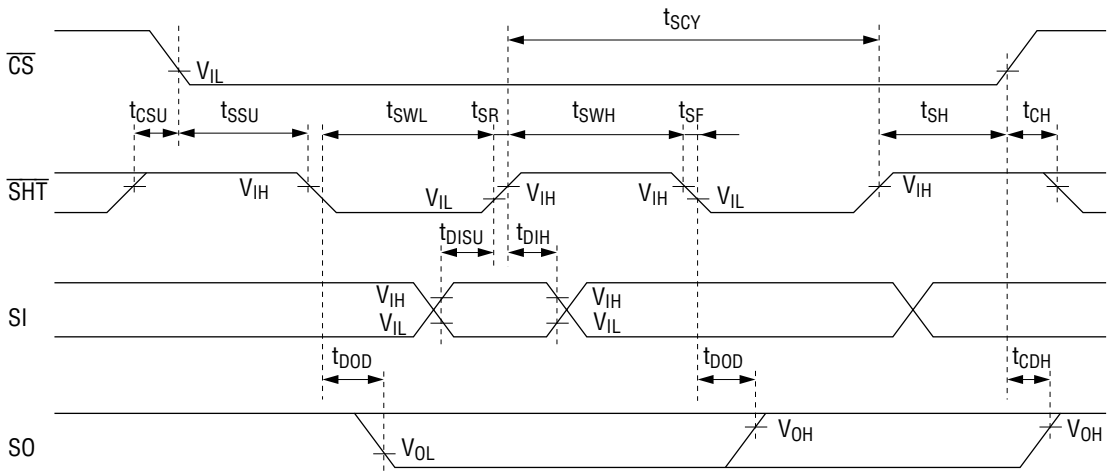 tSCY
CS
VIL
tCSU tSSU tSWL tSR tSWH tSF tSH tCH
SHT
VIH VIL VIH VIH VIL VIH
tDISU tDIH
SI
VIH VIH
VIL VIL
tDOD tDOD tCDH
SO
VOL VOH VOH